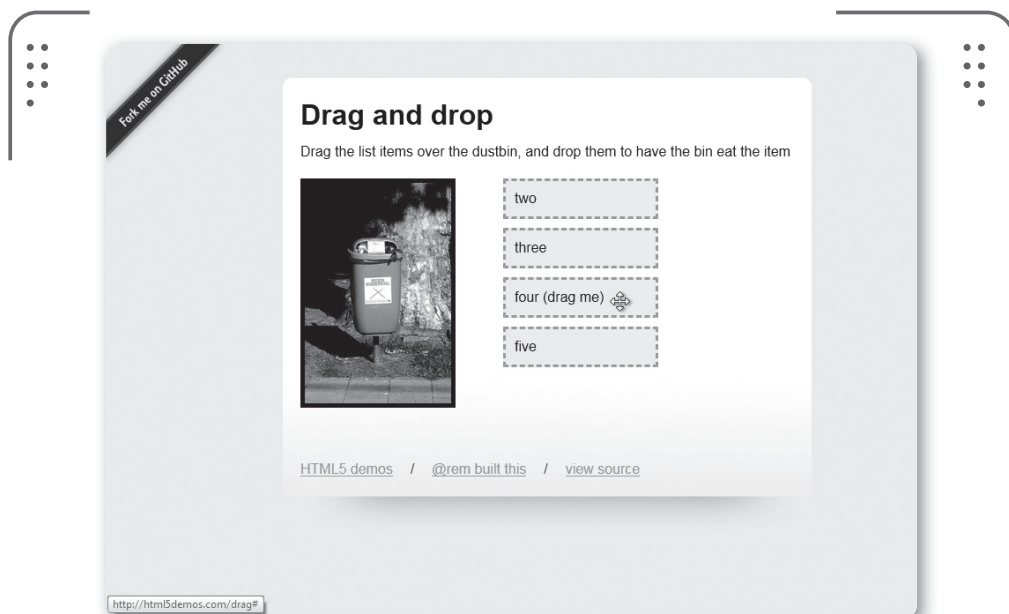 Fork me on GitHub
Drag and drop
Drag the list items over the dustbin, and drop them to have the bin eat the item
two
three
four (drag me)
five
HTML5 demos / @rem built this / view source
http://html5demos.com/drag#